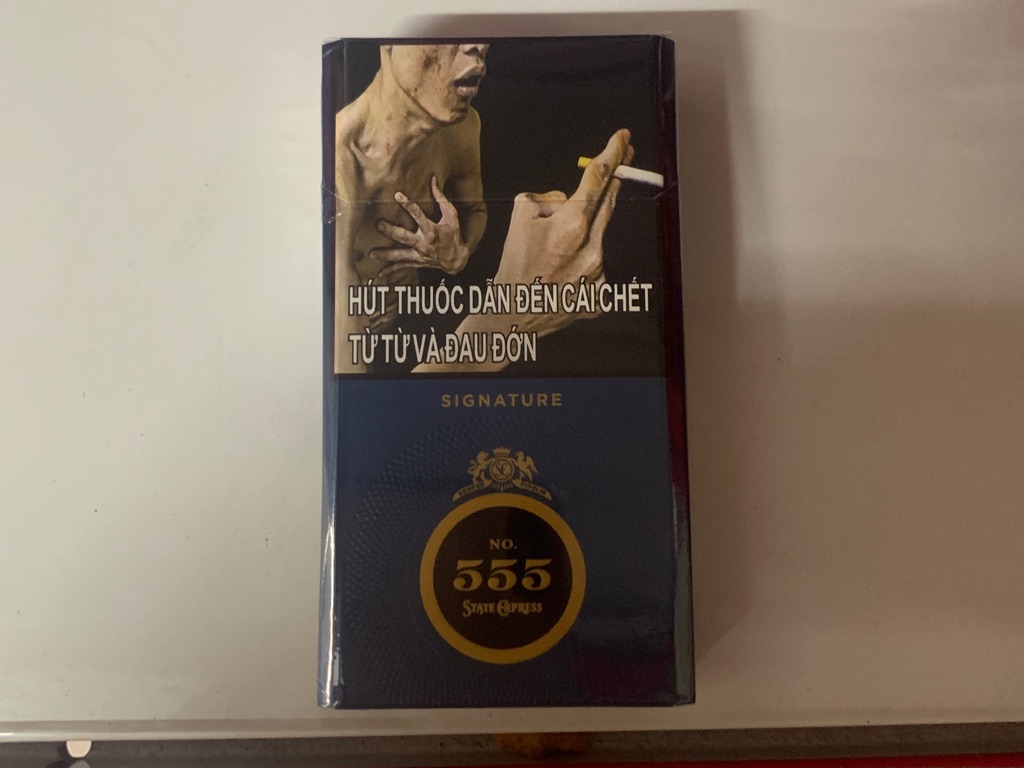 HÚT THUỐC DẪN ĐẾN CÁI CHẾT
TỪ TỪ VÀ ĐAU ĐỚN
SIGNATURE
NO.
555
STATE EXPRESS